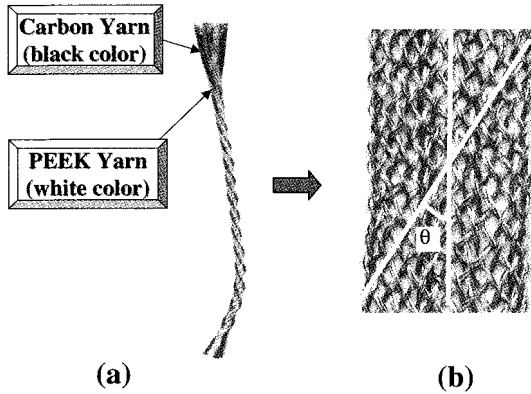 Carbon Yarn
(black color)
PEEK Yarn
(white color)
θ
(a)
(b)